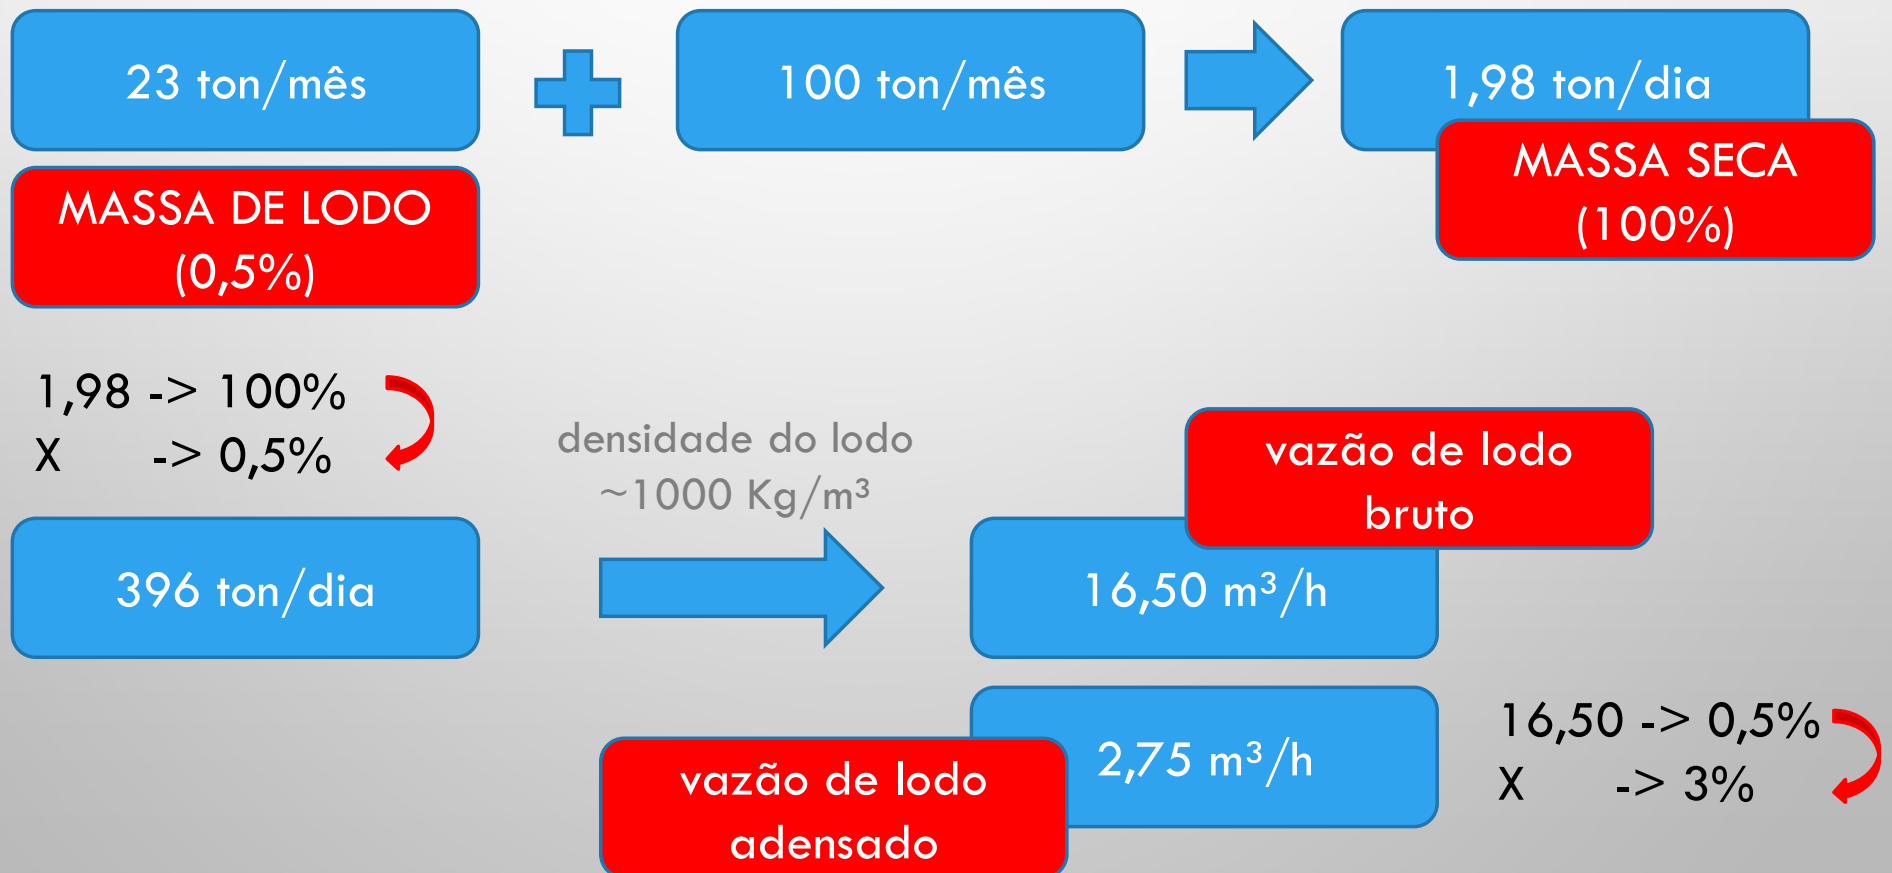 23 ton/mês
100 ton/mês
1,98 ton/dia
MASSA DE LODO
(0,5%)
MASSA SECA
(100%)
1,98 -> 100%
X -> 0,5%
densidade do lodo
~1000 Kg/m³
vazão de lodo
bruto
396 ton/dia
16,50 m³/h
2,75 m³/h
vazão de lodo
adensado
16,50 -> 0,5%
X -> 3%